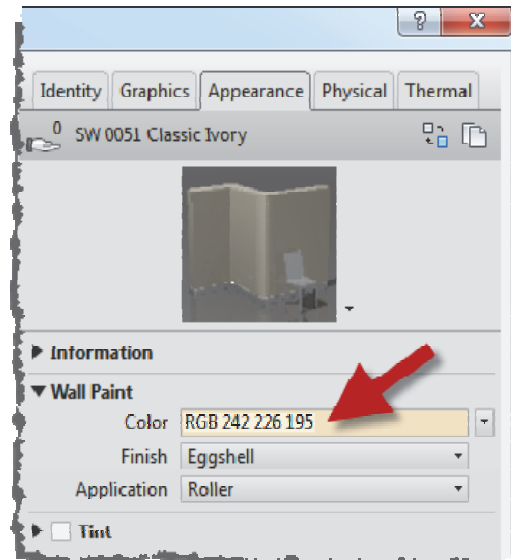 ?
X
Identity Graphics Appearance Physical Thermal
0 SW 0051 Classic Ivory
Information
Wall Paint
Color RGB 242 226 195
Finish Eggshell
Application Roller
Tint